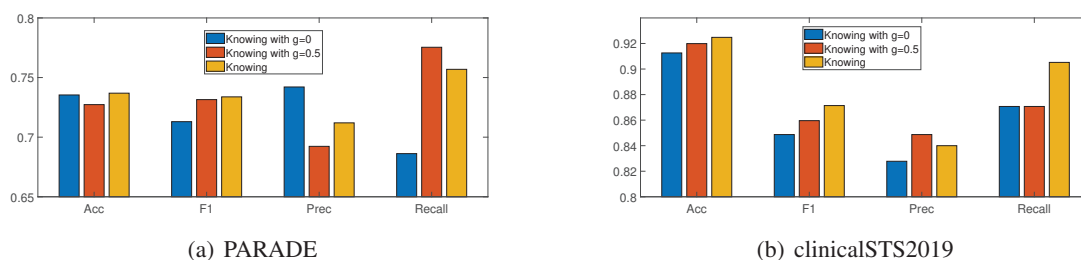 0.8
0.75
0.7
0.65
Knowing with g=0
Knowing with g=0.5
Knowing
Acc F1 Prec Recall
(a) PARADE
0.92
0.9
0.88
0.86
0.84
0.82
0.8
Knowing with g=0
Knowing with g=0.5
Knowing
Acc F1 Prec Recall
(b) clinicalSTS2019